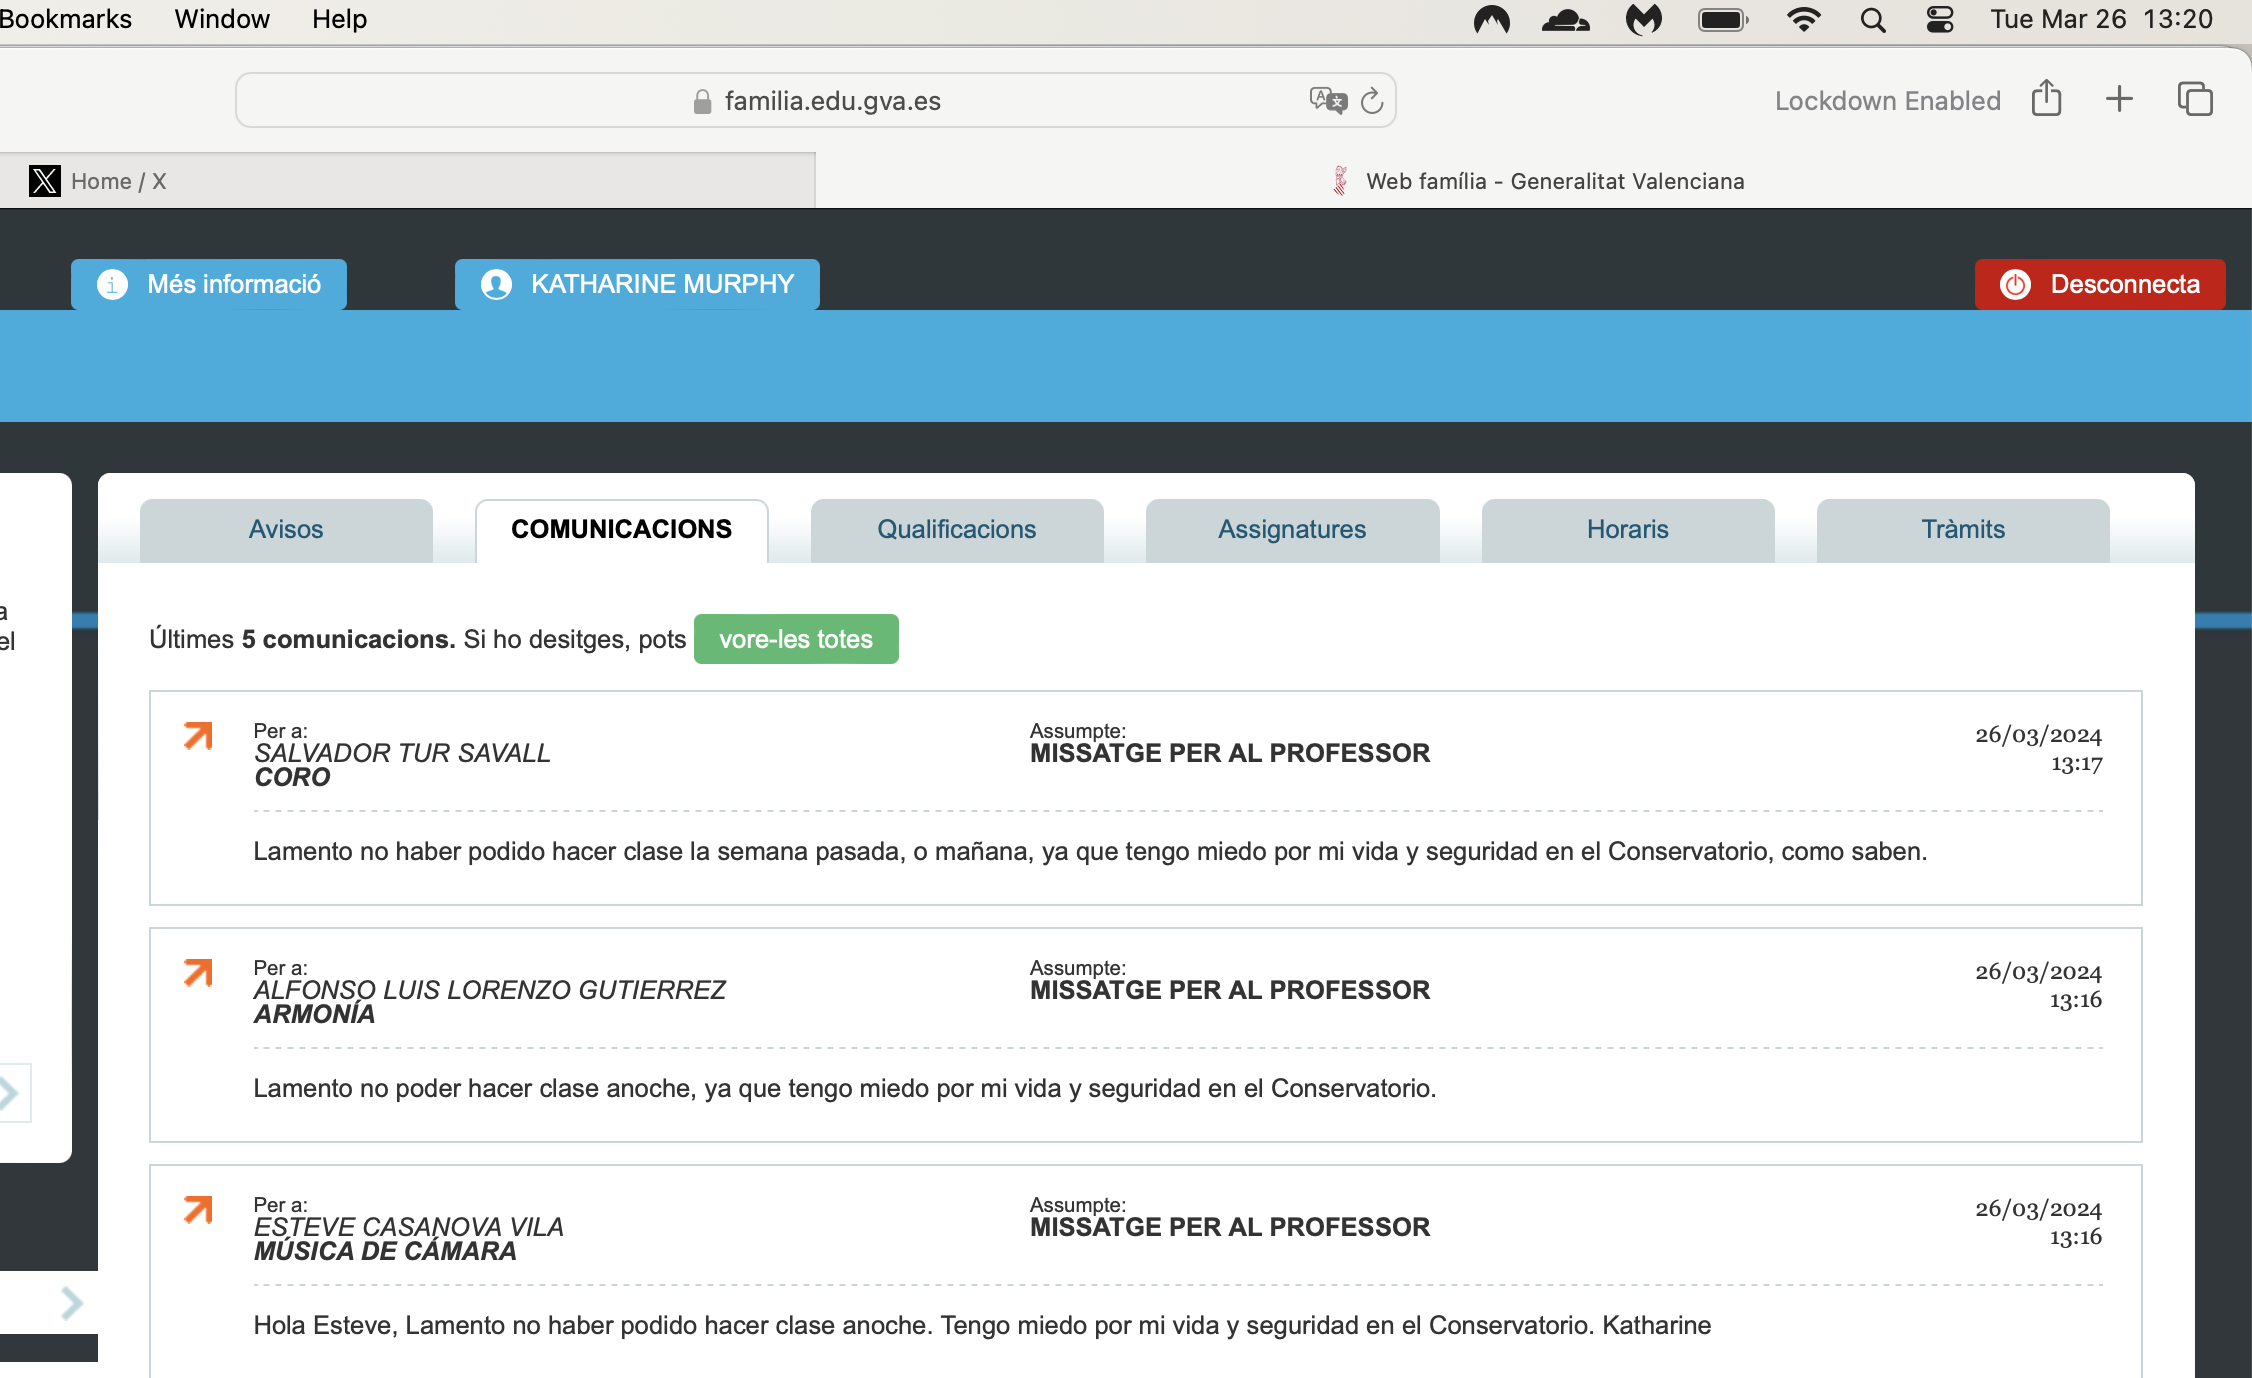 Bookmarks Window Help Tue Mar 26 13:20
familia.edu.gva.es Lockdown Enabled
Home / X Web família - Generalitat Valenciana
Més informació KATHARINE MURPHY Desconnecta
Avisos COMUNICACIONS Qualificacions Assignatures Horaris Tràmits
a
el
Últimes 5 comunicacions. Si ho desitges, pots vore-les totes
Per a: Assumpte:
SALVADOR TUR SAVALL MISSATGE PER AL PROFESSOR 26/03/2024
CORO 13:17
Lamento no haber podido hacer clase la semana pasada, o mañana, ya que tengo miedo por mi vida y seguridad en el Conservatorio, como saben.
Per a: Assumpte:
ALFONSO LUIS LORENZO GUTIERREZ MISSATGE PER AL PROFESSOR 26/03/2024
ARMONÍA 13:16
Lamento no poder hacer clase anoche, ya que tengo miedo por mi vida y seguridad en el Conservatorio.
Per a: Assumpte:
ESTEVE CASANOVA VILA MISSATGE PER AL PROFESSOR 26/03/2024
MÚSICA DE CÁMARA 13:16
Hola Esteve, Lamento no haber podido hacer clase anoche. Tengo miedo por mi vida y seguridad en el Conservatorio. Katharine